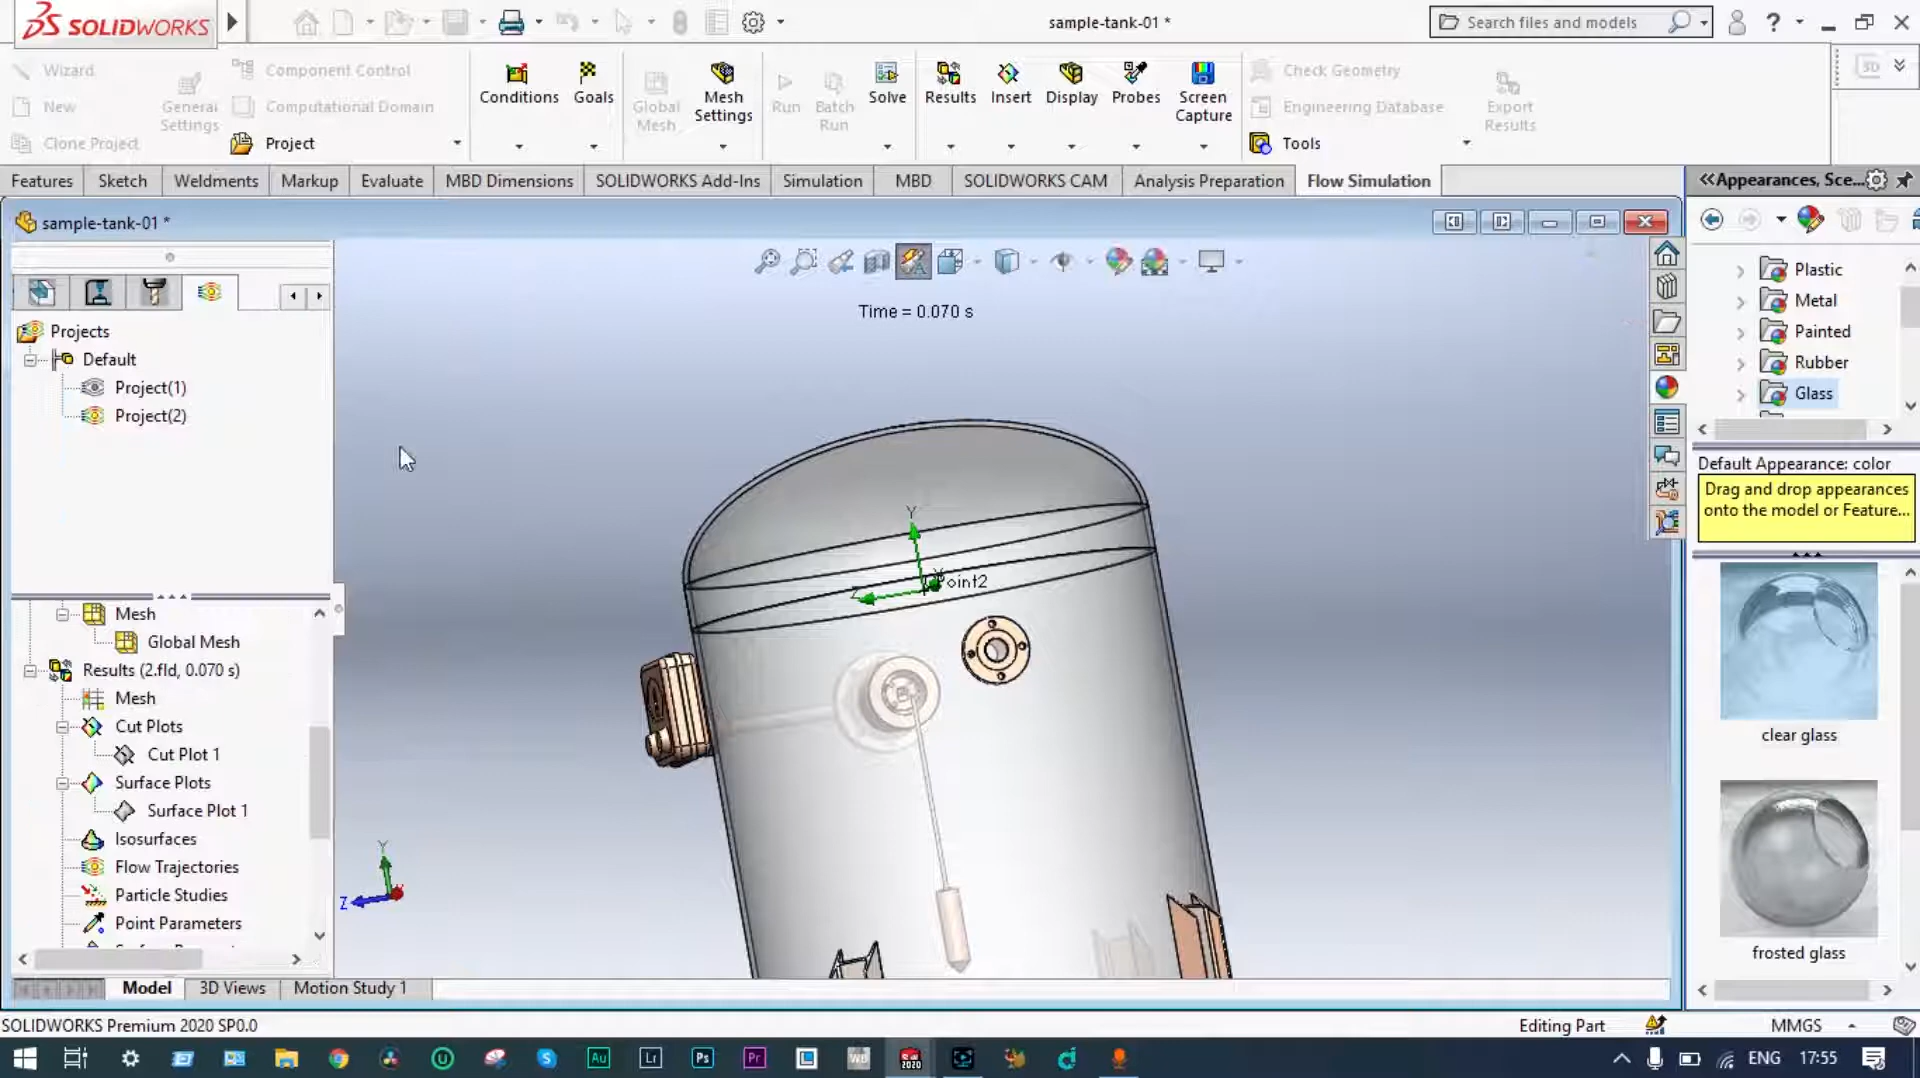 SOLIDWORKS
sample-tank-01 *
Search files and models
Wizard
New
Clone Project
General Settings
Component Control
Computational Domain
Project
Conditions
Goals
Global Mesh
Mesh Settings
Run
Batch Run
Solve
Results
Insert
Display
Probes
Screen Capture
Check Geometry
Engineering Database
Tools
Export Results
3D
Features
Sketch
Weldments
Markup
Evaluate
MBD Dimensions
SOLIDWORKS Add-Ins
Simulation
MBD
SOLIDWORKS CAM
Analysis Preparation
Flow Simulation
Appearances, Sce...
sample-tank-01 *
Time = 0.070 s
Projects
Default
Project(1)
Project(2)
Mesh
Global Mesh
Results (2.fld, 0.070 s)
Mesh
Cut Plots
Cut Plot 1
Surface Plots
Surface Plot 1
Isosurfaces
Flow Trajectories
Particle Studies
Point Parameters
Y
Z
Point2
Y
Z
Plastic
Metal
Painted
Rubber
Glass
Default Appearance: color
Drag and drop appearances
onto the model or Feature...
clear glass
frosted glass
Model
3D Views
Motion Study 1
SOLIDWORKS Premium 2020 SP0.0
Editing Part
MMGS
Au
Lr
Ps
Pr
WB
2020
ENG
17:55